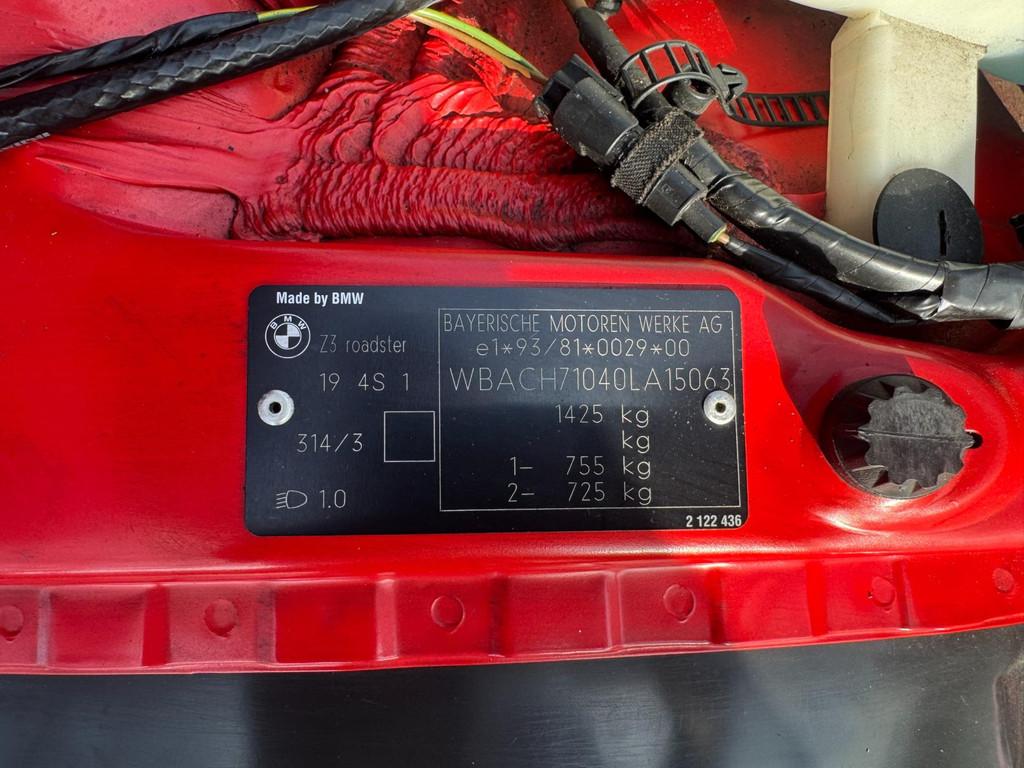 Made by BMW
BMW
Z3 roadster
19 4S 1
314/3
1.0
BAYERISCHE MOTOREN WERKE AG
e1*93/81*0029*00
WBACH71040LA15063
1425 kg
kg
1- 755 kg
2- 725 kg
2 122 436